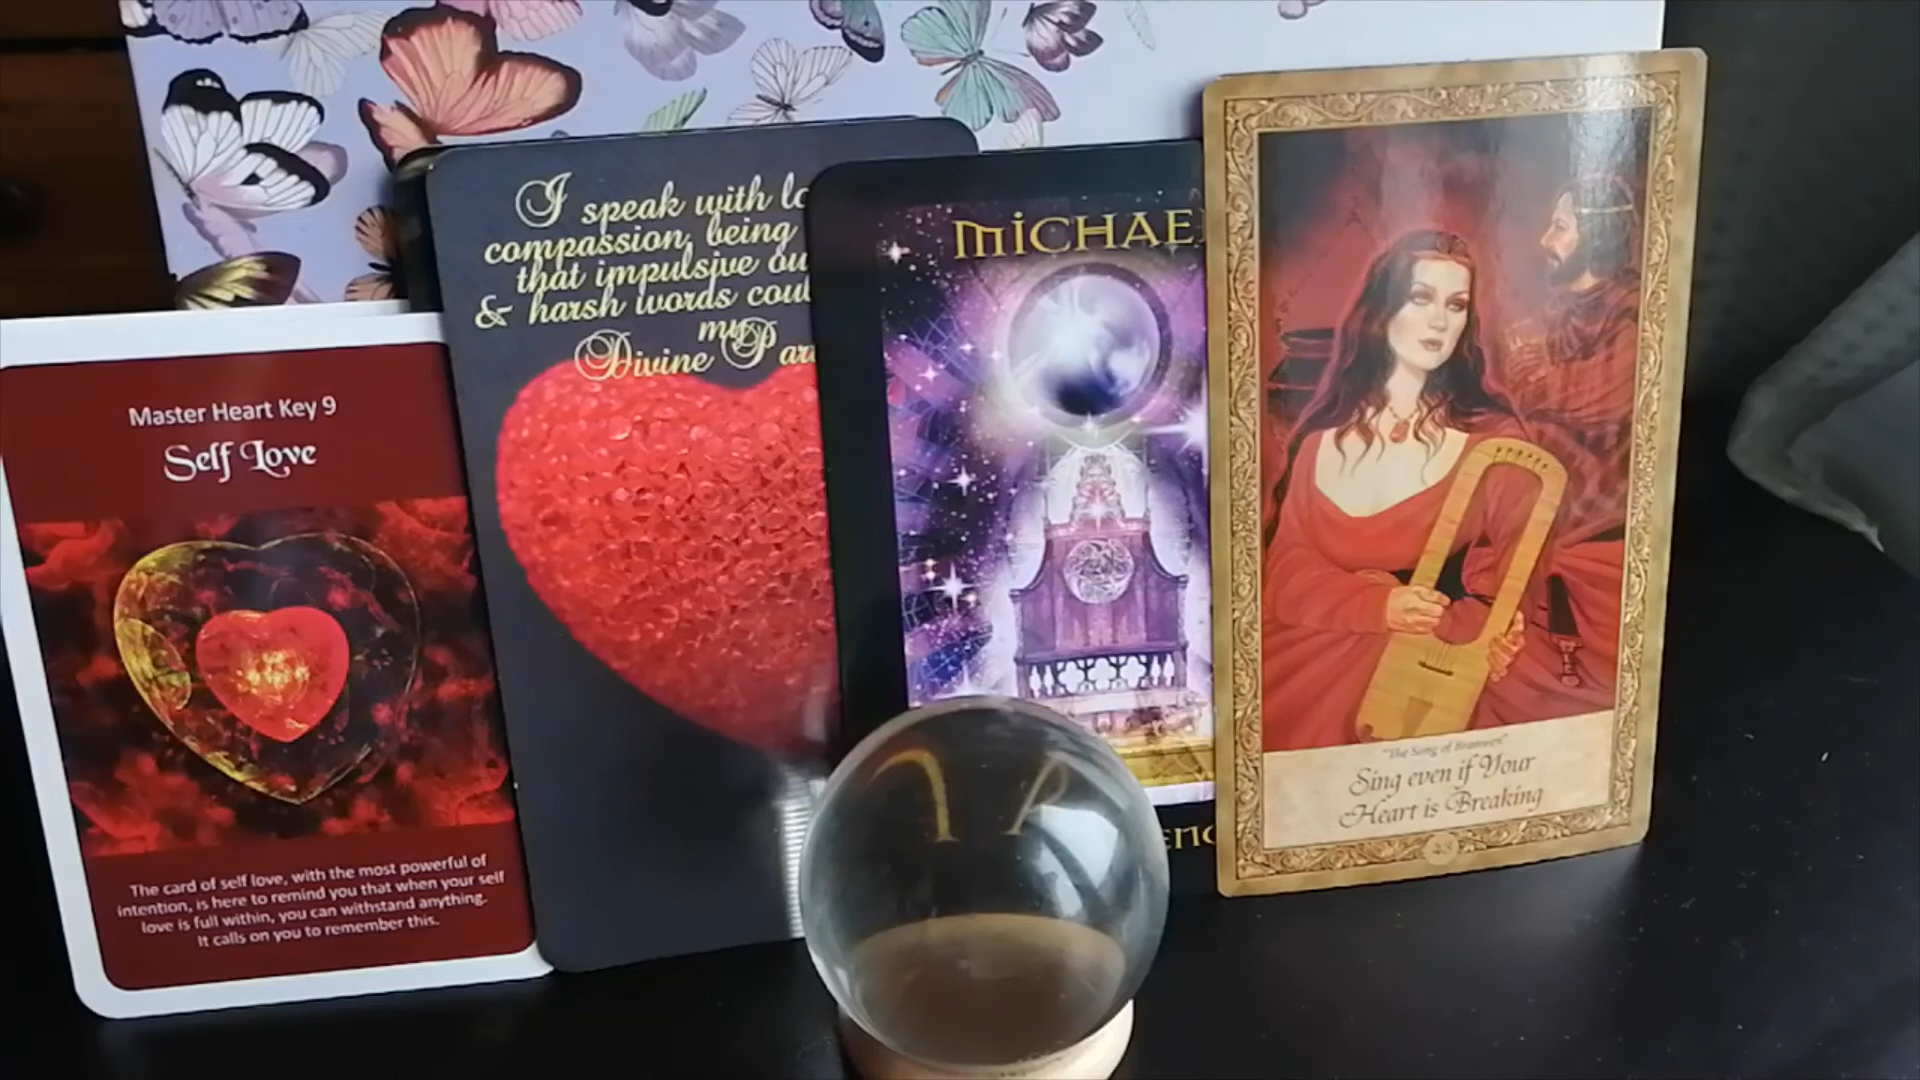 Master Heart Key 9
Self Love
The card of self love, with the most powerful of
intention, is here to remind you that when your self
love is full within, you can withstand anything.
It calls on you to remember this.
I speak with lo
compassion, being
that impulsive ou
& harsh words coul
my
Divine Par
MICHAEL
"The Song of Branwen"
Sing even if Your
Heart is Breaking